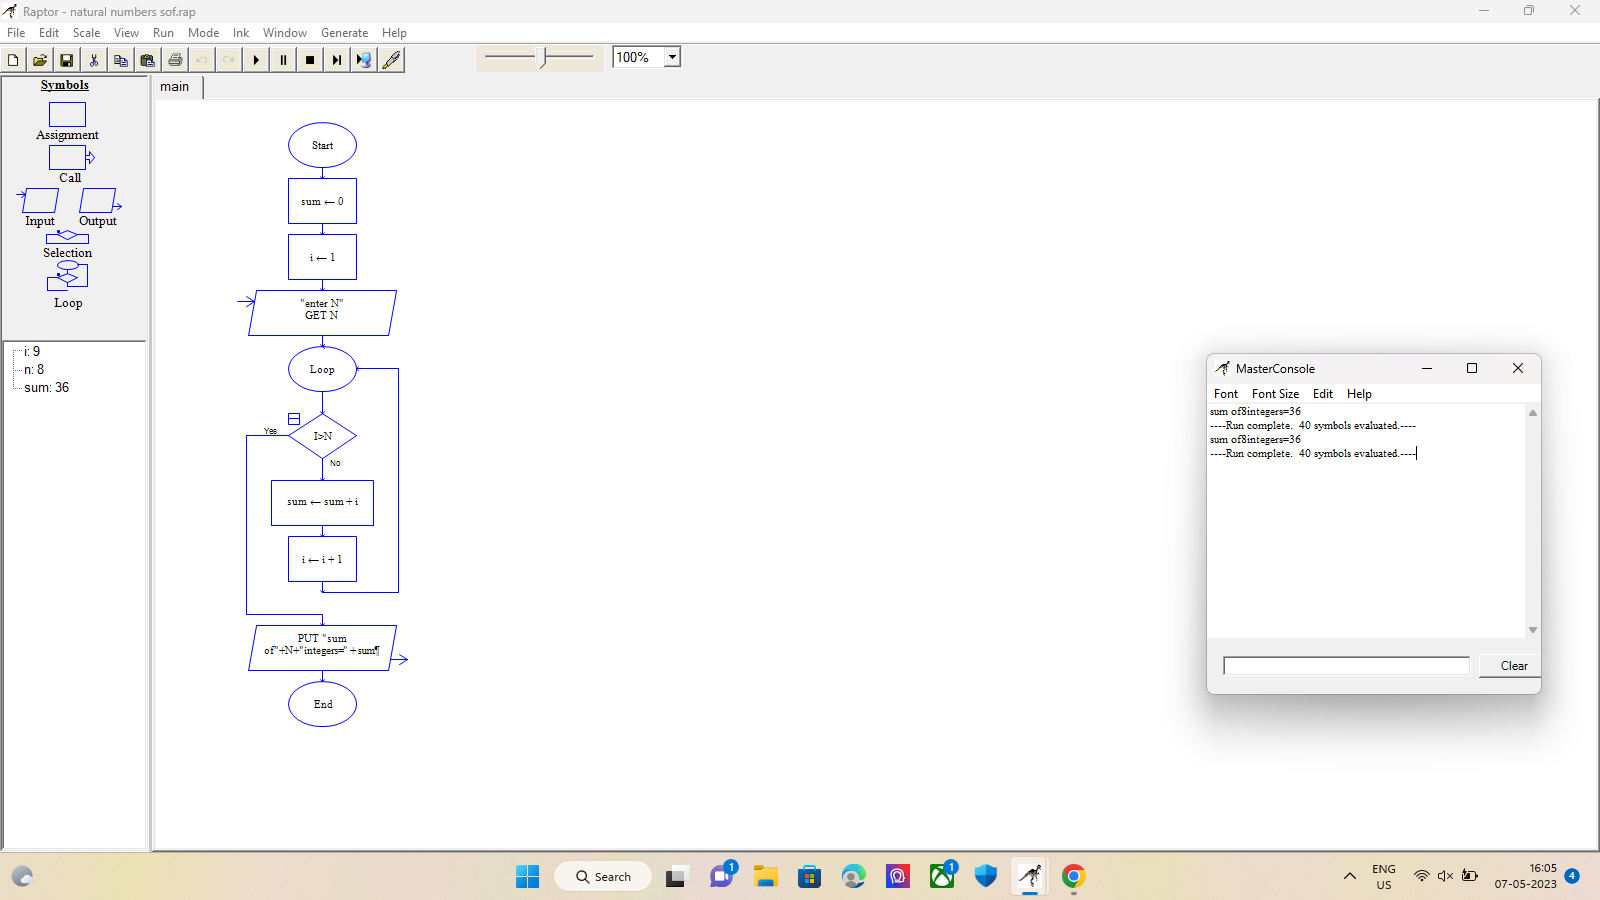 Raptor - natural numbers sof.rap
File Edit Scale View Run Mode Ink Window Generate Help
100%
Symbols
Assignment
Call
Input Output
Selection
Loop
i: 9
n: 8
sum: 36
main
Start
sum ← 0
i ← 1
"enter N"
GET N
Loop
Yes
I>N
No
sum ← sum + i
i ← i + 1
PUT "sum
of"+N+"integers=" + sum¶
End
MasterConsole
Font Font Size Edit Help
sum of8integers=36
----Run complete.  40 symbols evaluated.----
sum of8integers=36
----Run complete.  40 symbols evaluated.----
Clear
Search
1
1
ENG
US
16:05
07-05-2023
4